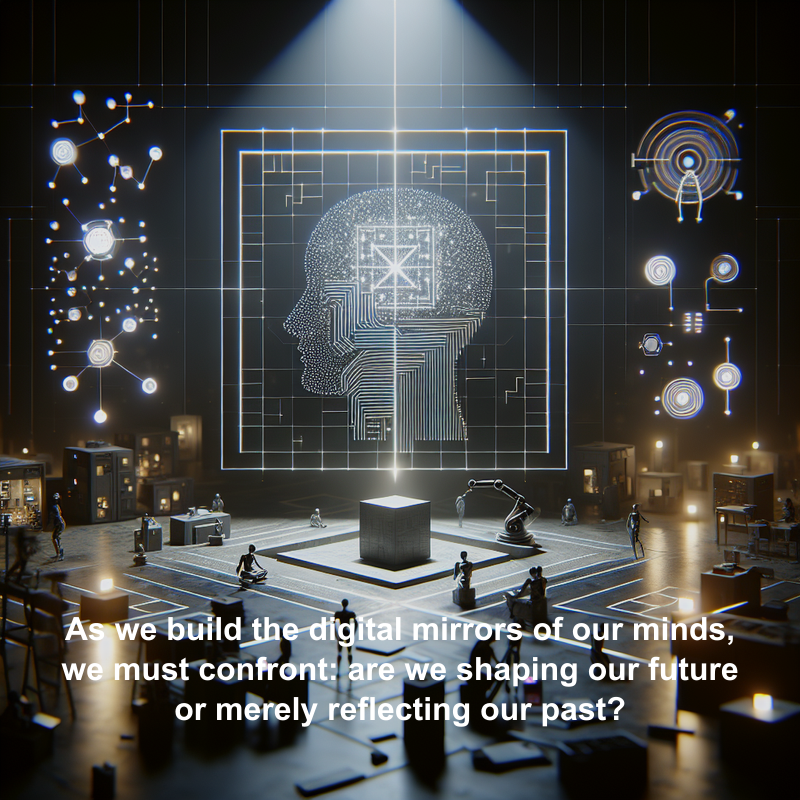 As we build the digital mirrors of our minds,
we must confront: are we shaping our future
or merely reflecting our past?